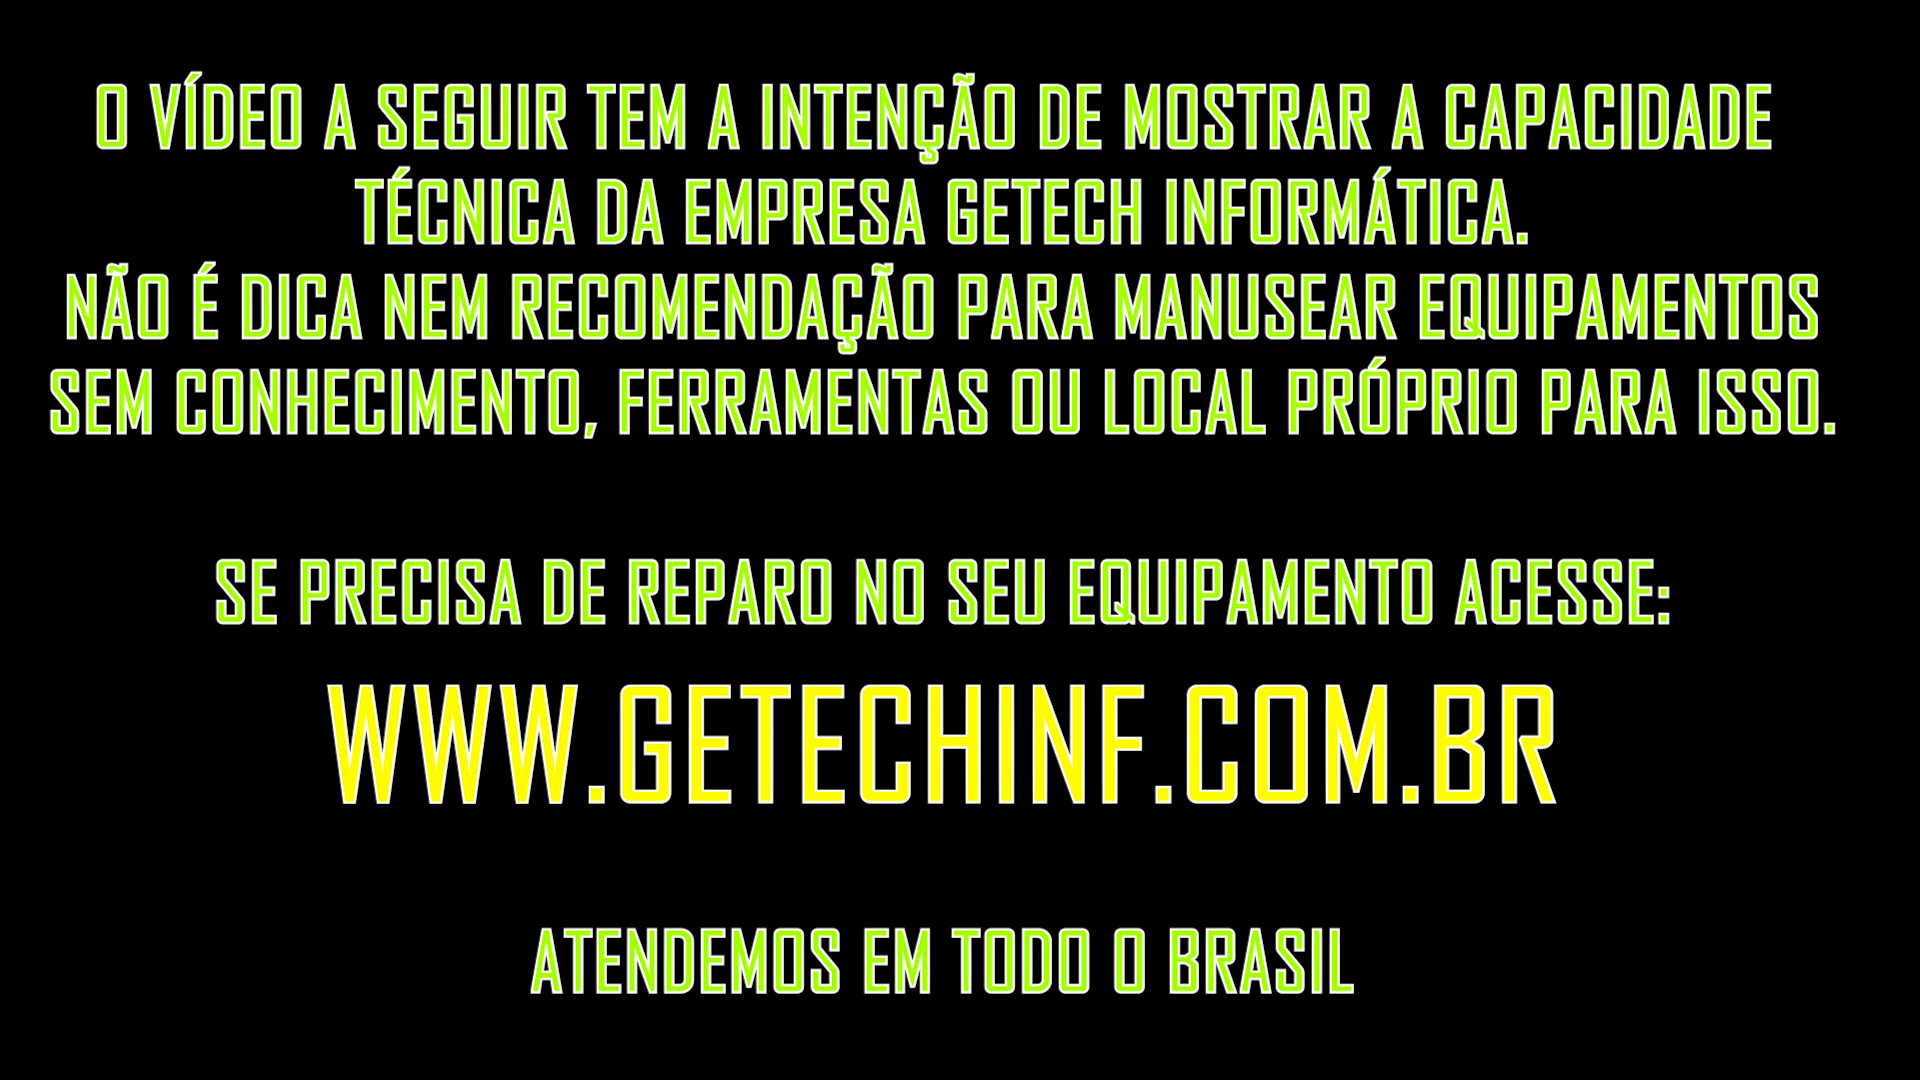 O VÍDEO A SEGUIR TEM A INTENÇÃO DE MOSTRAR A CAPACIDADE
TÉCNICA DA EMPRESA GETECH INFORMÁTICA.
NÃO É DICA NEM RECOMENDAÇÃO PARA MANUSEAR EQUIPAMENTOS
SEM CONHECIMENTO, FERRAMENTAS OU LOCAL PRÓPRIO PARA ISSO.
SE PRECISA DE REPARO NO SEU EQUIPAMENTO ACESSE:
WWW.GETECHINF.COM.BR
ATENDEMOS EM TODO O BRASIL